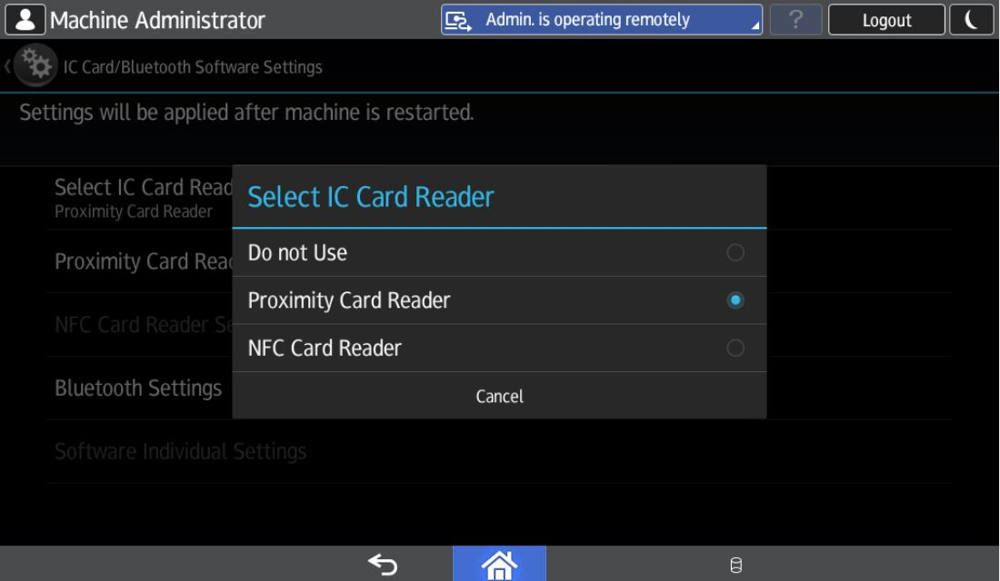 Machine Administrator
Admin. is operating remotely
?
Logout
IC Card/Bluetooth Software Settings
Settings will be applied after machine is restarted.
Select IC Card Read
Proximity Card Reader
Select IC Card Reader
Do not Use
Proximity Card Read
Proximity Card Reader
NFC Card Reader Se
NFC Card Reader
Bluetooth Settings
Cancel
Software Individual Settings